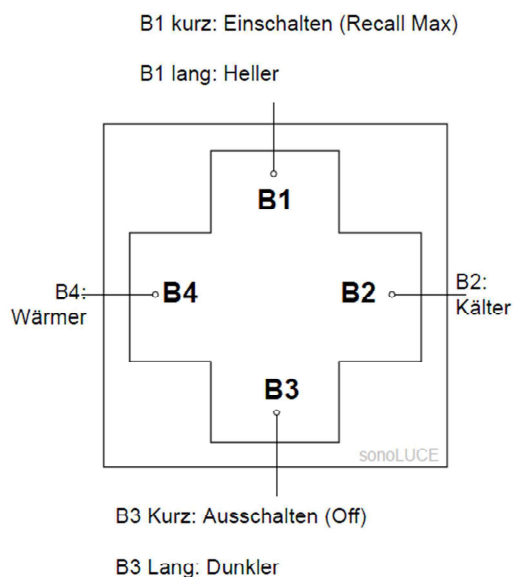 B1 kurz: Einschalten (Recall Max)
B1 lang: Heller
B1
B4:
Wärmer
B4
B2
B2:
Kälter
B3
sonoLUCE
B3 Kurz: Ausschalten (Off)
B3 Lang: Dunkler